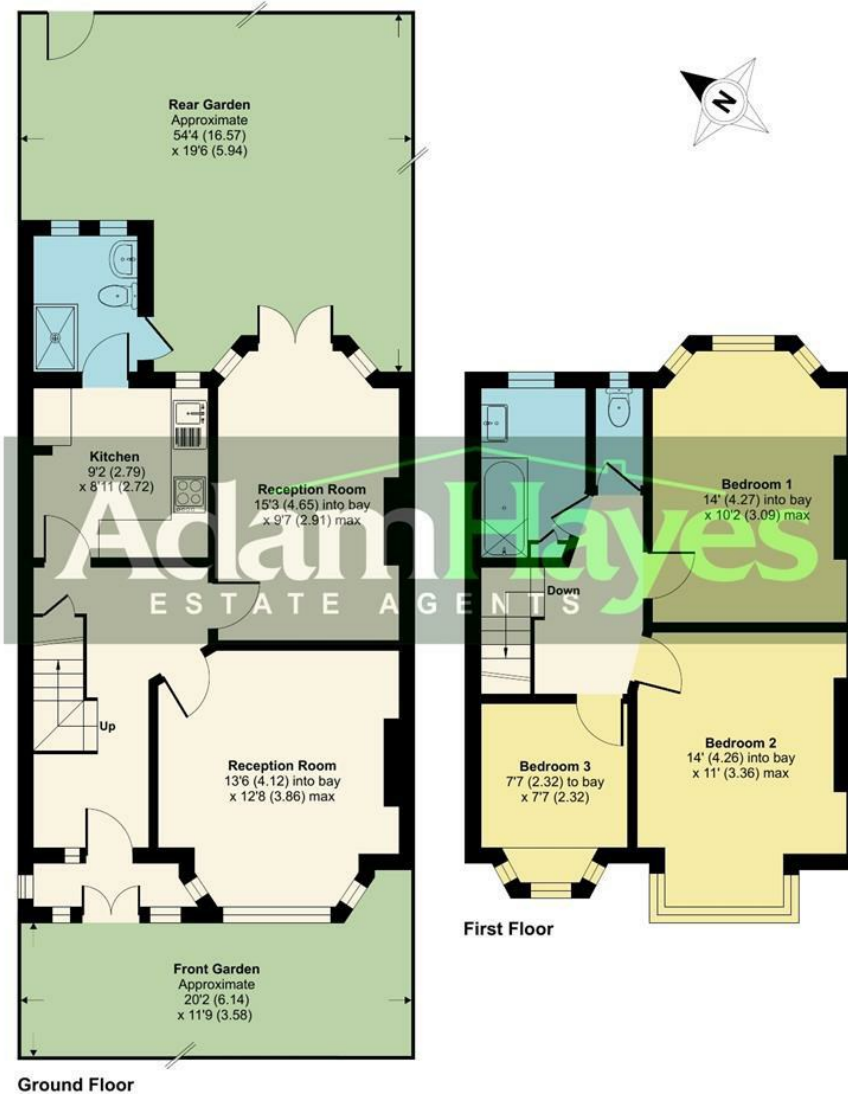 Rear Garden
Approximate
54'4 (16.57)
x 19'6 (5.94)
N
Kitchen
9'2 (2.79)
x 8'11 (2.72)
Reception Room
15'3 (4.65) into bay
x 9'7 (2.91) max
Bedroom 1
14' (4.27) into bay
x 10'2 (3.09) max
AdamHayes
ESTATE AGENTS
Down
Up
Reception Room
13'6 (4.12) into bay
x 12'8 (3.86) max
Bedroom 3
7'7 (2.32) to bay
x 7'7 (2.32)
Bedroom 2
14' (4.26) into bay
x 11' (3.36) max
First Floor
Front Garden
Approximate
20'2 (6.14)
x 11'9 (3.58)
Ground Floor